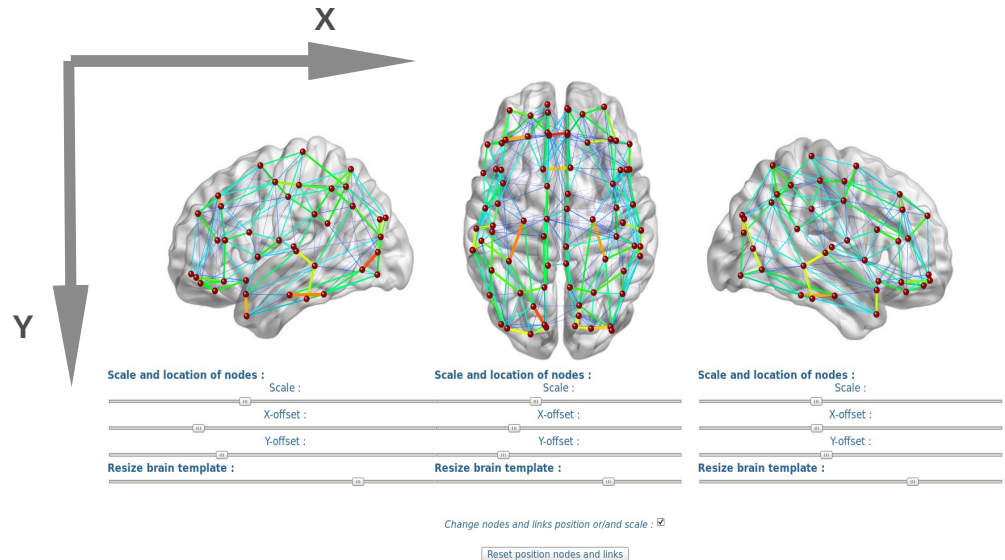 X
Y
Scale and location of nodes :
Scale :
X-offset :
Y-offset :
Resize brain template :
Scale and location of nodes :
Scale :
X-offset :
Y-offset :
Resize brain template :
Scale and location of nodes :
Scale :
X-offset :
Y-offset :
Resize brain template :
Change nodes and links position or/and scale :
Reset position nodes and links